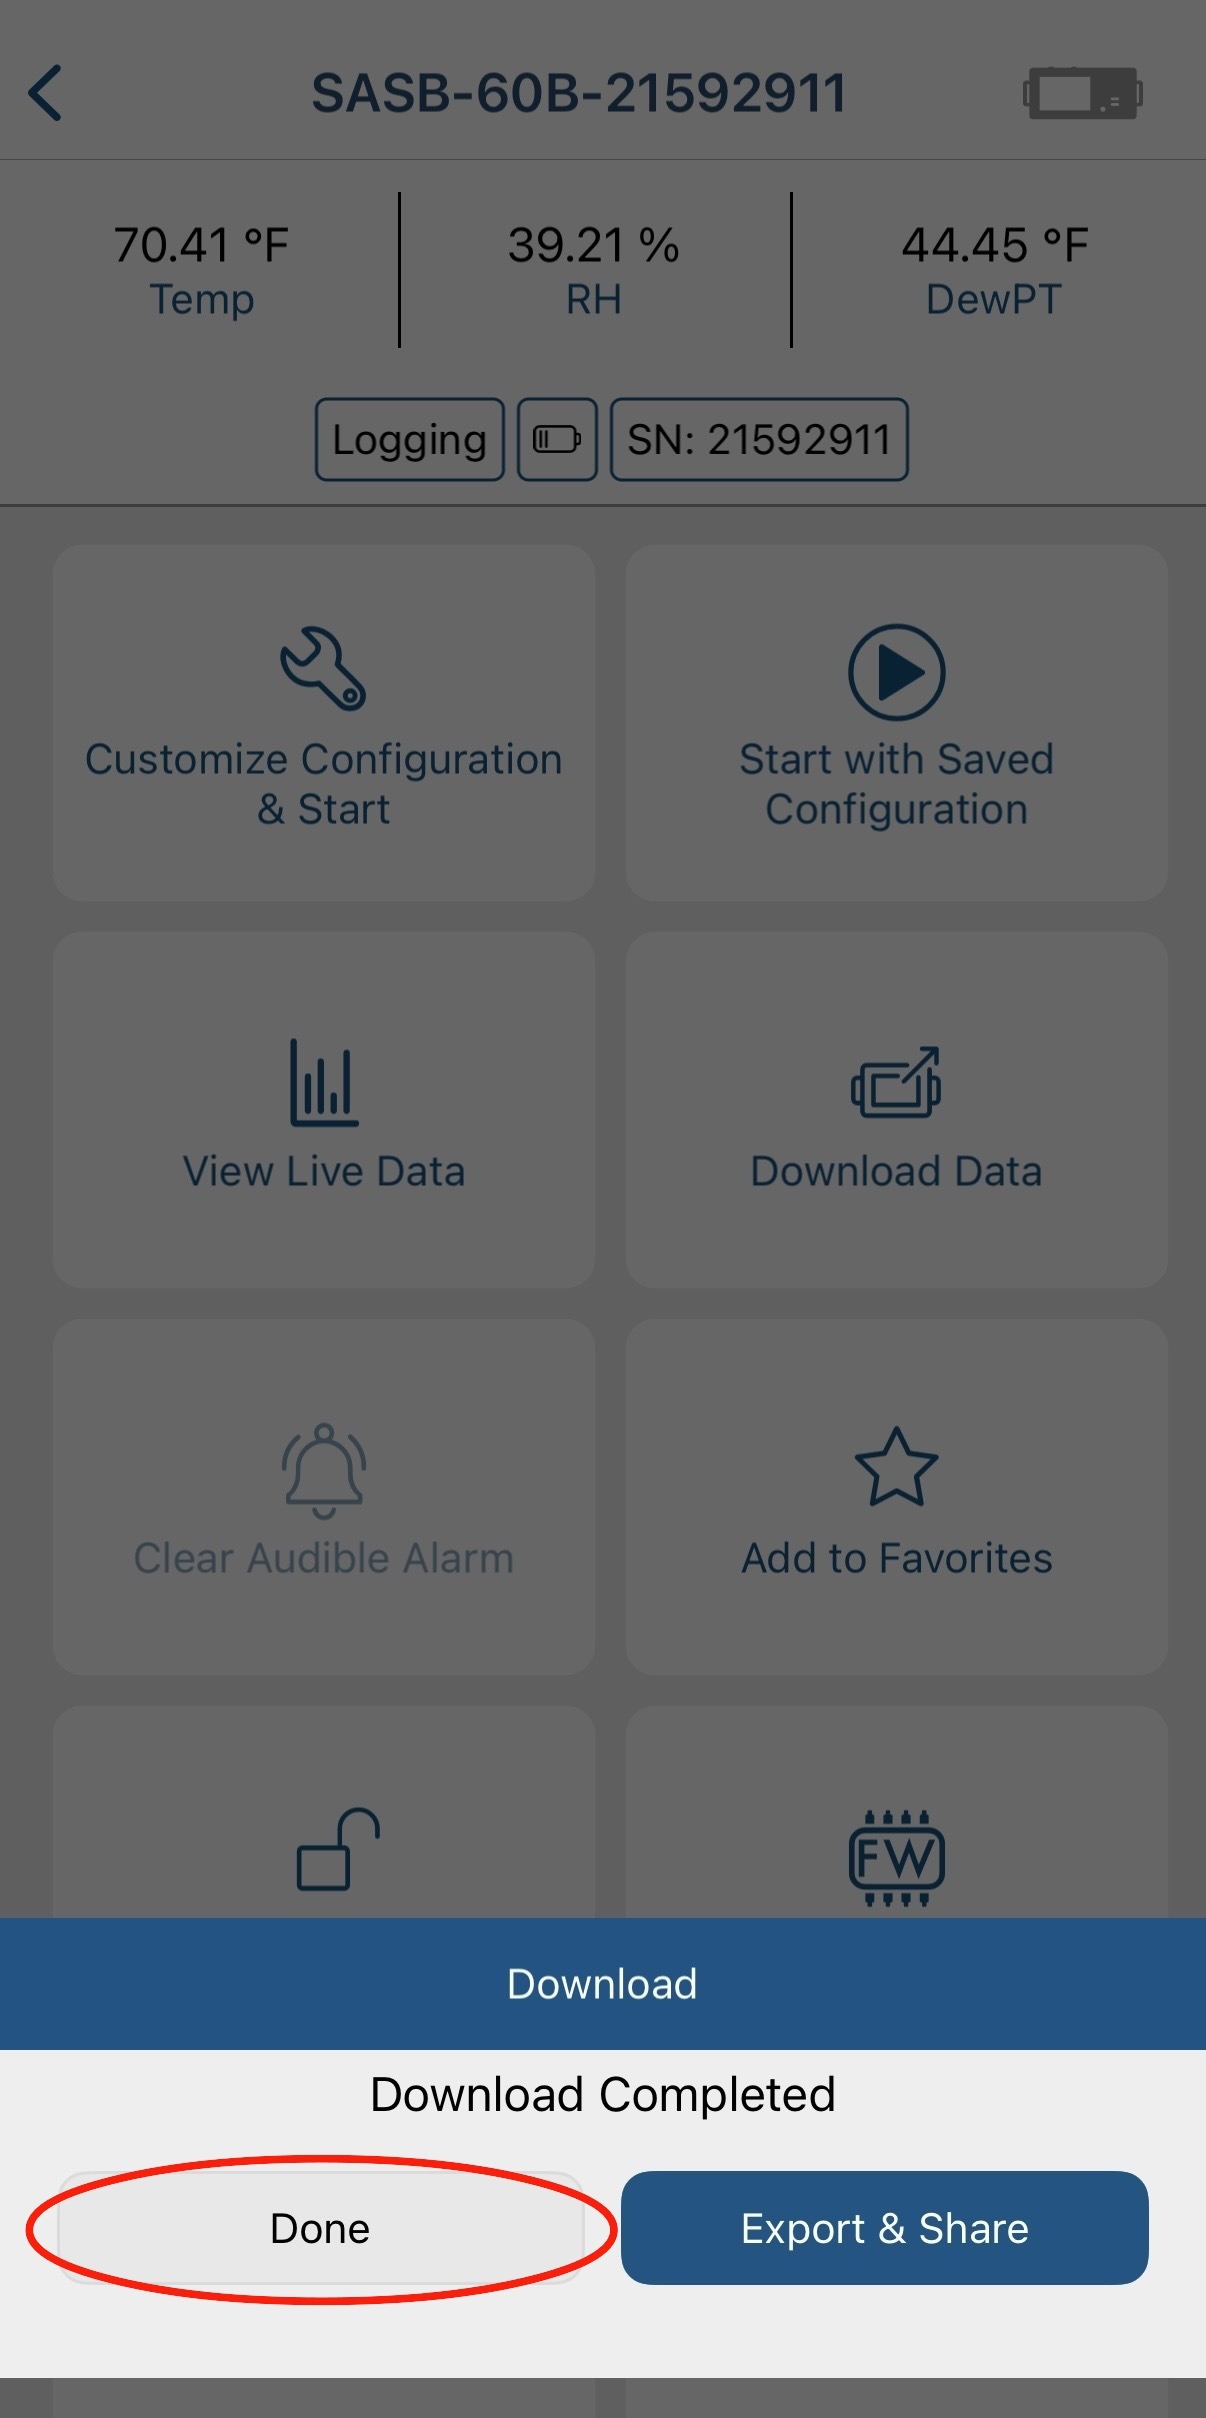 SASB-60B-21592911
70.41 °F
39.21 %
44.45 °F
Temp
RH
DewPT
Logging
SN: 21592911
Customize Configuration
& Start
Start with Saved
Configuration
View Live Data
Download Data
Clear Audible Alarm
Add to Favorites
FW
Download
Download Completed
Done
Export & Share